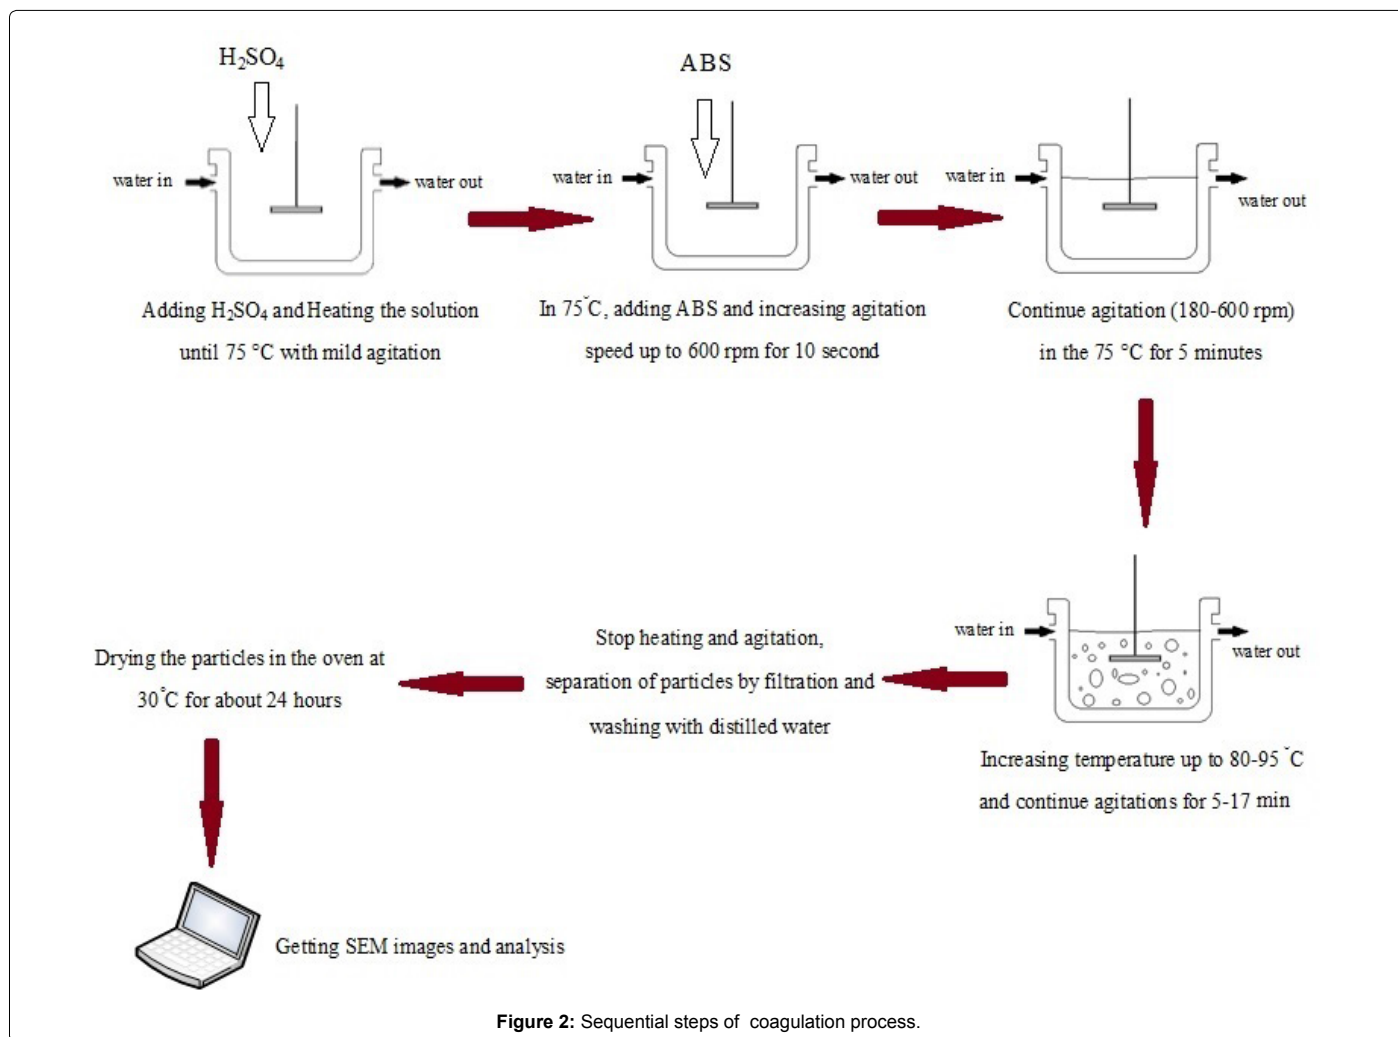 H₂SO₄
water in
water out
Adding H₂SO₄ and Heating the solution
until 75 °C with mild agitation
ABS
water in
water out
In 75˚C, adding ABS and increasing agitation
speed up to 600 rpm for 10 second
water in
water out
Continue agitation (180-600 rpm)
in the 75 °C for 5 minutes
water in
water out
Increasing temperature up to 80-95 ˚C
and continue agitations for 5-17 min
Stop heating and agitation,
separation of particles by filtration and
washing with distilled water
Drying the particles in the oven at
30˚C for about 24 hours
Getting SEM images and analysis
Figure 2: Sequential steps of coagulation process.